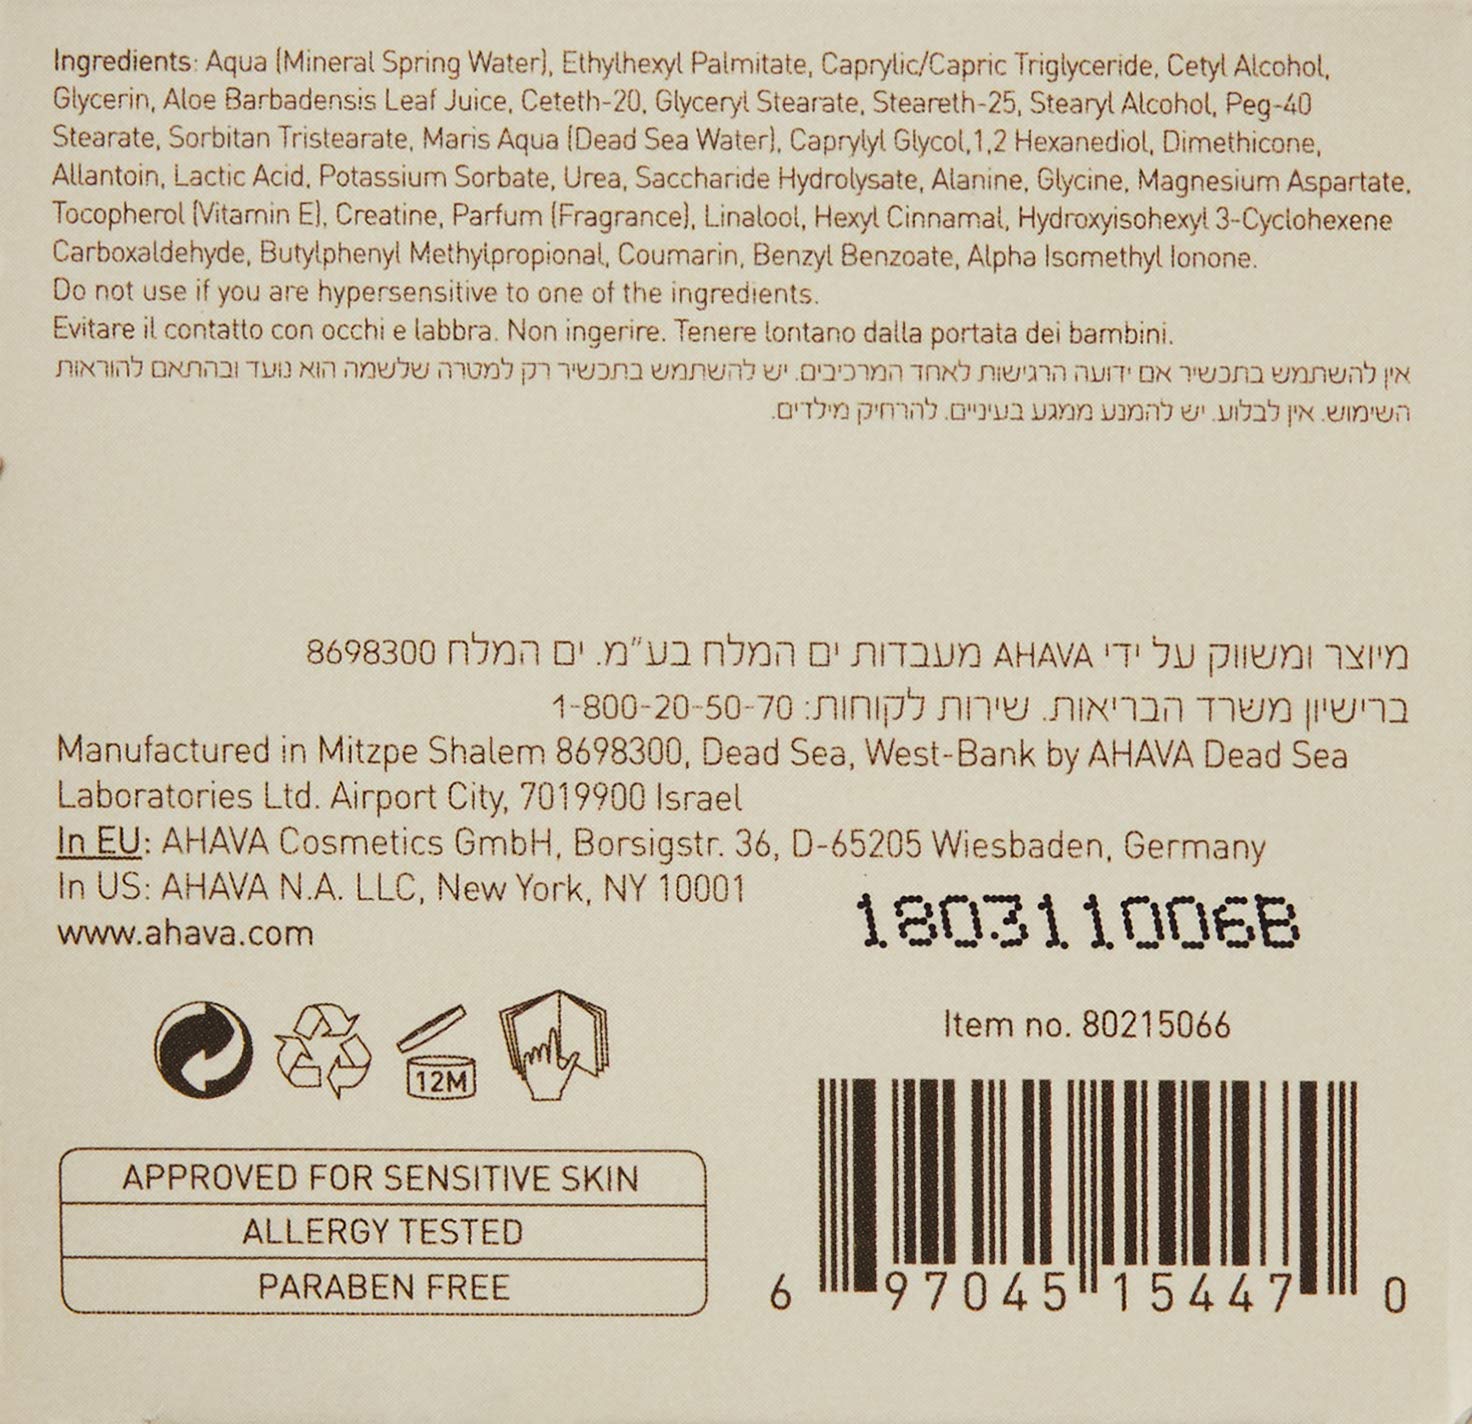 Ingredients: Aqua (Mineral Spring Water), Ethylhexyl Palmitate, Caprylic/Capric Triglyceride, Cetyl Alcohol,
Glycerin, Aloe Barbadensis Leaf Juice, Ceteth-20, Glyceryl Stearate, Steareth-25, Stearyl Alcohol, Peg-40
Stearate, Sorbitan Tristearate, Maris Aqua (Dead Sea Water), Caprylyl Glycol,1,2 Hexanediol, Dimethicone,
Allantoin, Lactic Acid, Potassium Sorbate, Urea, Saccharide Hydrolysate, Alanine, Glycine, Magnesium Aspartate,
Tocopherol (Vitamin E), Creatine, Parfum (Fragrance), Linalool, Hexyl Cinnamal, Hydroxyisohexyl 3-Cyclohexene
Carboxaldehyde, Butylphenyl Methylpropional, Coumarin, Benzyl Benzoate, Alpha Isomethyl Ionone.
Do not use if you are hypersensitive to one of the ingredients.
Evitare il contatto con occhi e labbra. Non ingerire. Tenere lontano dalla portata dei bambini.
אין להשתמש בתכשיר אם ידועה הרגישות לאחד המרכיבים. יש להשתמש בתכשיר רק למטרה שלשמה הוא נועד ובהתאם להוראות
השימוש. אין לבלוע. יש להמנע ממגע בעיניים. להרחיק מילדים.
מיוצר ומשווק על ידי AHAVA מעבדות ים המלח בע"מ. ים המלח 8698300
ברישיון משרד הבריאות. שירות לקוחות: 1-800-20-50-70
Manufactured in Mitzpe Shalem 8698300, Dead Sea, West-Bank by AHAVA Dead Sea
Laboratories Ltd. Airport City, 7019900 Israel
In EU: AHAVA Cosmetics GmbH, Borsigstr. 36, D-65205 Wiesbaden, Germany
In US: AHAVA N.A. LLC, New York, NY 10001
www.ahava.com
180311006B
Item no. 80215066
12M
APPROVED FOR SENSITIVE SKIN
ALLERGY TESTED
PARABEN FREE
6 97045 15447 0